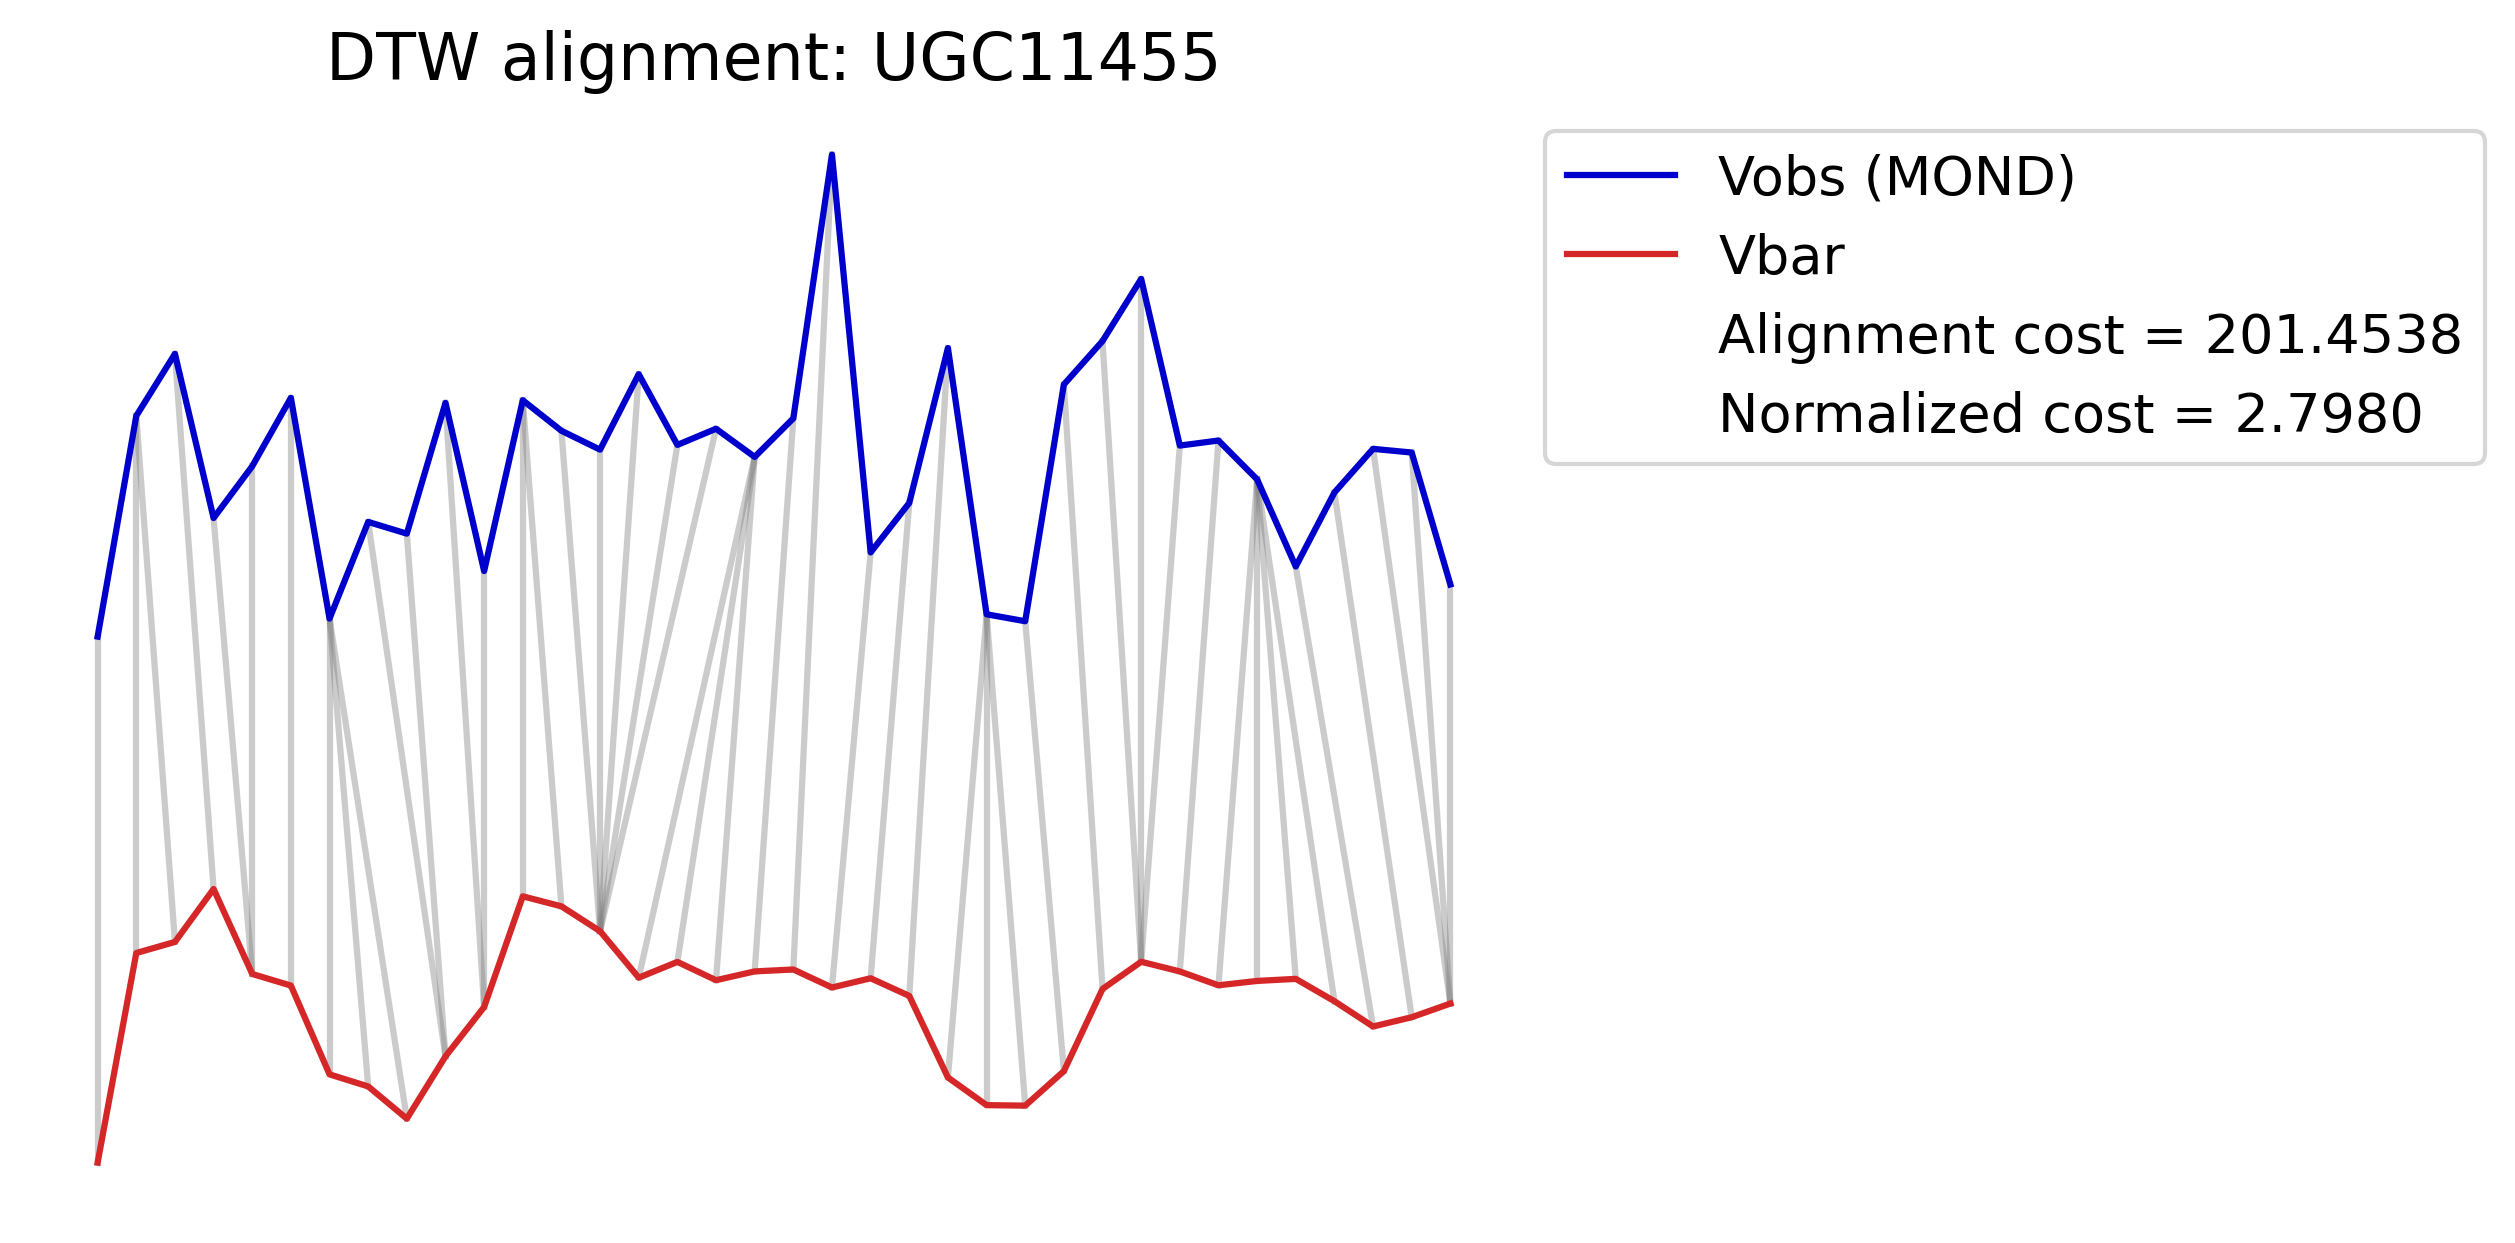 DTW alignment: UGC11455
Vobs (MOND)
Vbar
Alignment cost = 201.4538
Normalized cost = 2.7980